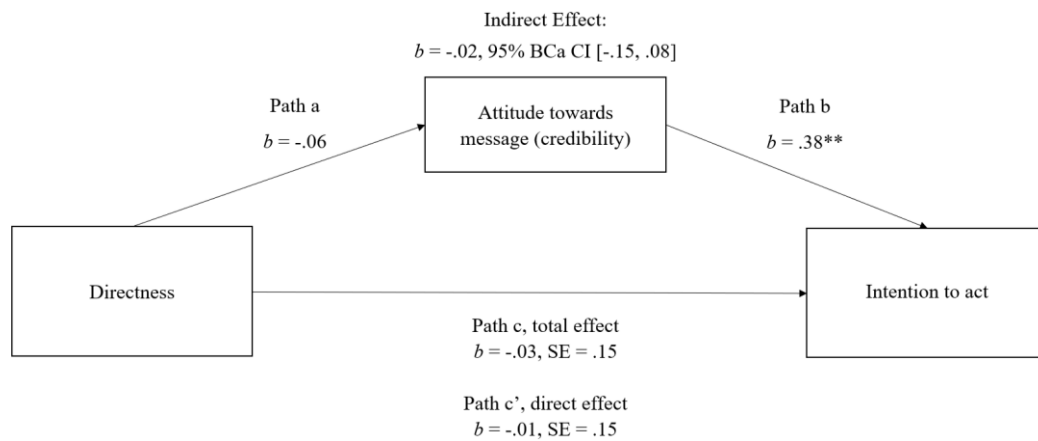 Indirect Effect:
b = -.02, 95% BCa CI [-.15, .08]
Path a
b = -.06
Attitude towards
message (credibility)
Path b
b = .38**
Directness
Intention to act
Path c, total effect
b = -.03, SE = .15
Path c’, direct effect
b = -.01, SE = .15